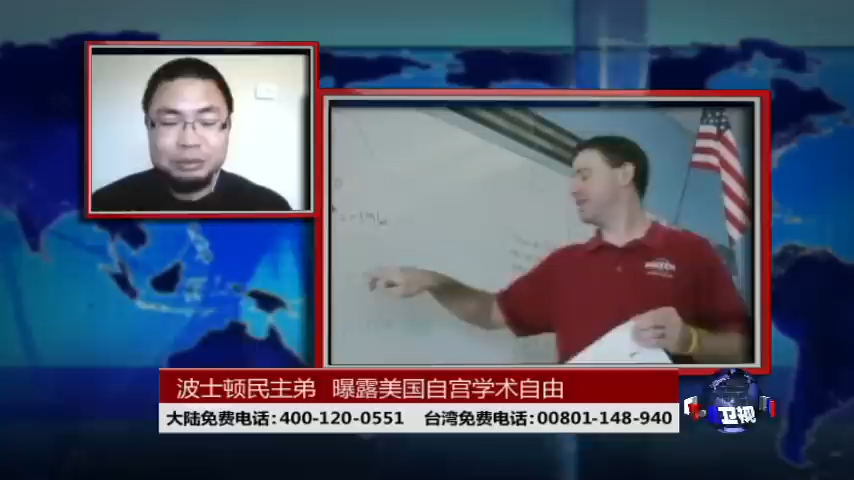 波士顿民主弟 曝露美国自宫学术自由
大陆免费电话:400-120-0551 台湾免费电话:00801-148-940
卫视